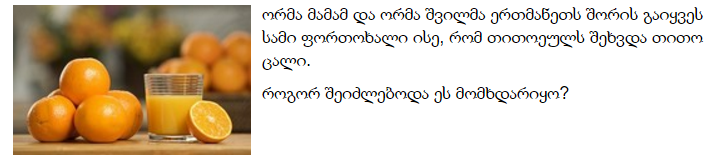 ორმა მამამ და ორმა შვილმა ერთმანეთს შორის გაიყვეს
სამი ფორთოხალი ისე, რომ თითოეულს შეხვდა თითო
ცალი.
როგორ შეიძლებოდა ეს მომხდარიყო?